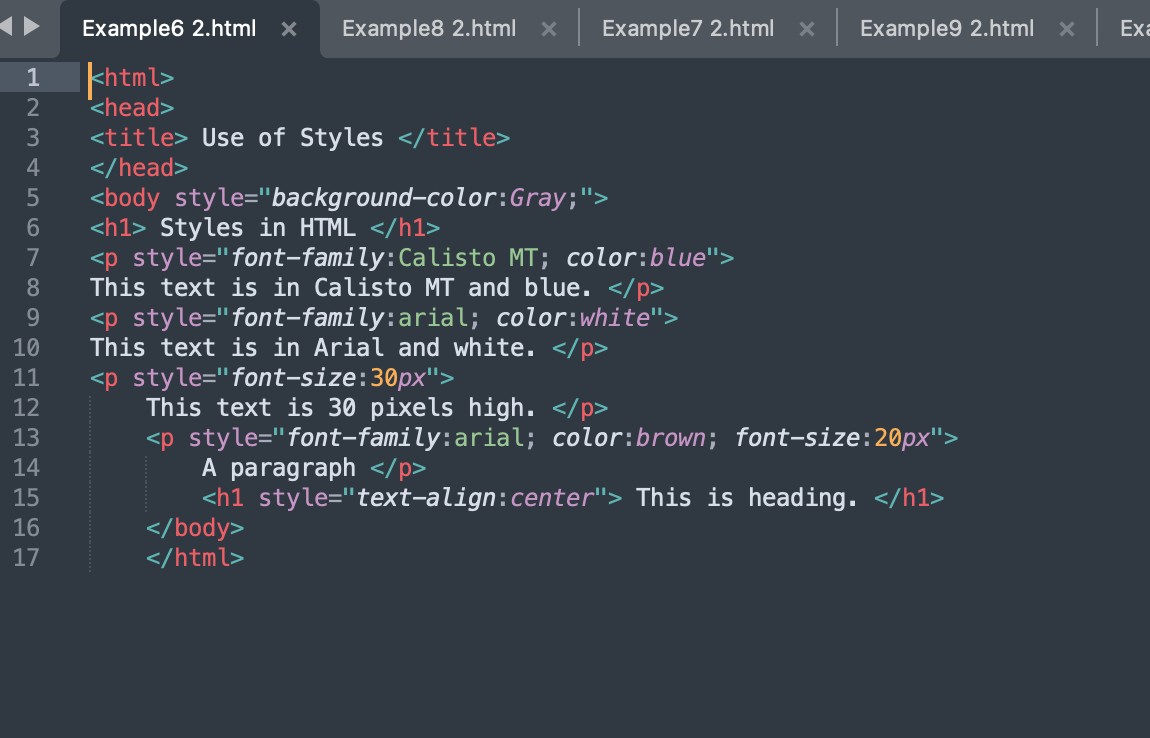 Example6 2.html × Example8 2.html × Example7 2.html × Example9 2.html × Exa
1 <html>
2 <head>
3 <title> Use of Styles </title>
4 </head>
5 <body style="background-color:Gray;">
6 <h1> Styles in HTML </h1>
7 <p style="font-family:Calisto MT; color:blue">
8 This text is in Calisto MT and blue. </p>
9 <p style="font-family:arial; color:white">
10 This text is in Arial and white. </p>
11 <p style="font-size:30px">
12     This text is 30 pixels high. </p>
13     <p style="font-family:arial; color:brown; font-size:20px">
14         A paragraph </p>
15         <h1 style="text-align:center"> This is heading. </h1>
16     </body>
17     </html>